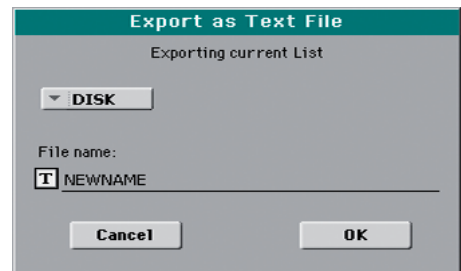 Export as Text File
Exporting current List
DISK
File name:
T NEWNAME
Cancel OK